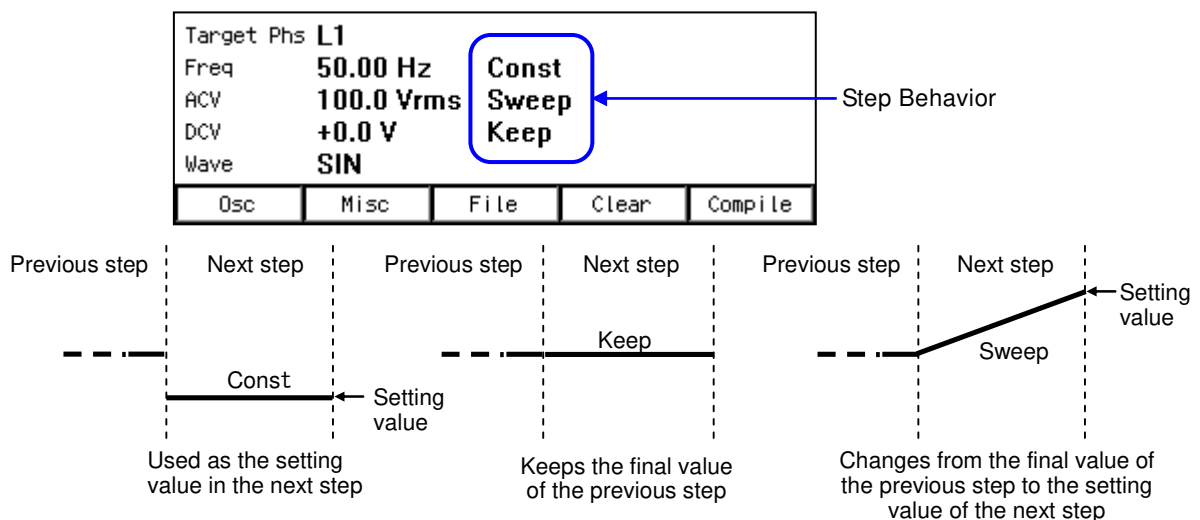 Target Phs L1
Freq 50.00 Hz Const
ACV 100.0 Vrms Sweep
DCV +0.0 V Keep
Wave SIN
Osc Misc File Clear Compile
Step Behavior
Previous step Next step
Const
Setting
value
Used as the setting
value in the next step
Previous step Next step
Keep
Keeps the final value
of the previous step
Previous step Next step
Sweep
Setting
value
Changes from the final value of
the previous step to the setting
value of the next step